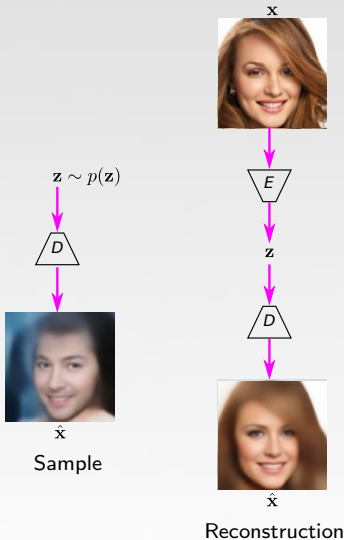 z ∼ p(z)
D
x̂
Sample
x
E
z
D
x̂
Reconstruction